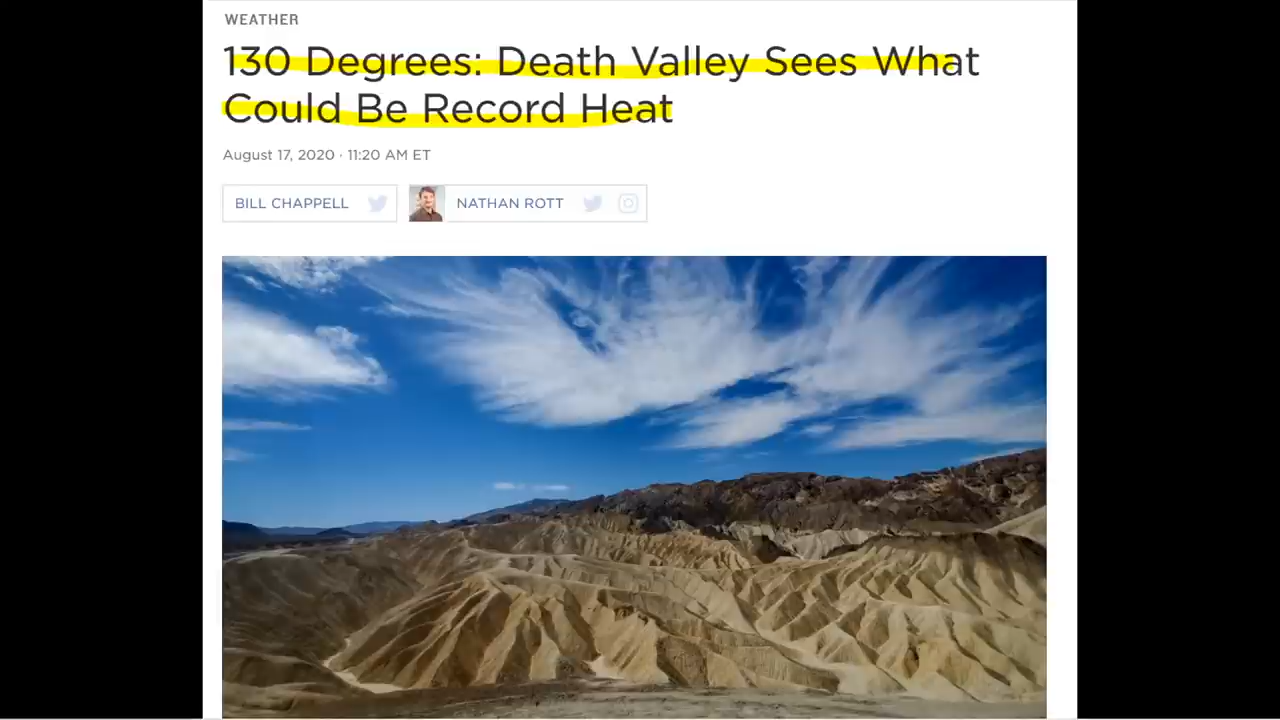 WEATHER
130 Degrees: Death Valley Sees What
Could Be Record Heat
August 17, 2020 · 11:20 AM ET
BILL CHAPPELL NATHAN ROTT